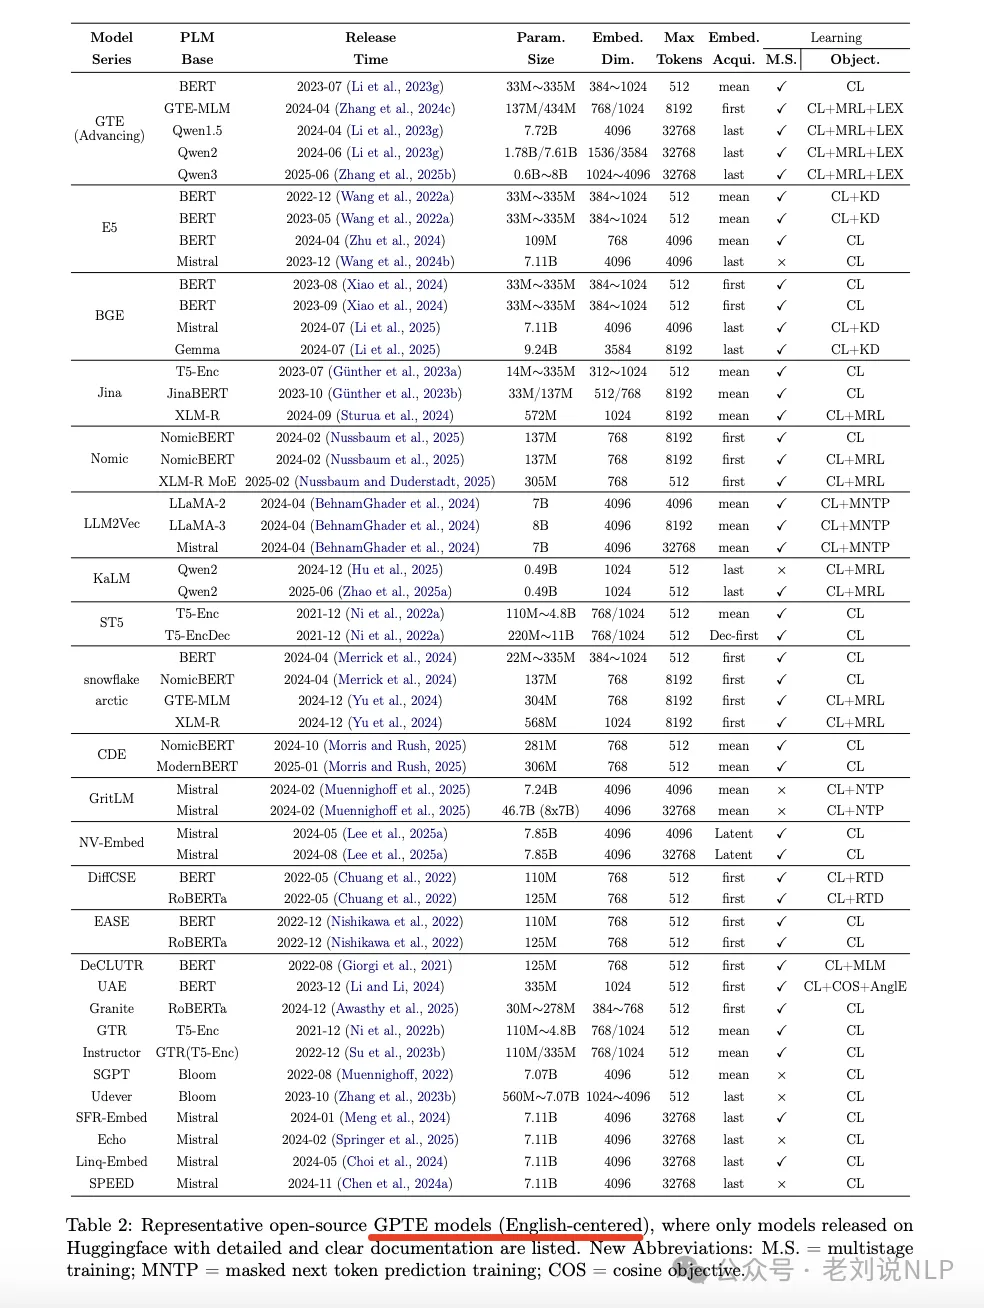 Model PLM Release Param. Embed. Max Embed. Learning
Series Base Time Size Dim. Tokens Acqui. M.S. Object.
BERT 2023-07 (Li et al., 2023g) 33M∼335M 384∼1024 512 mean ✓ CL
GTE-MLM 2024-04 (Zhang et al., 2024c) 137M/434M 768/1024 8192 first ✓ CL+MRL+LEX
GTE (Advancing) Qwen1.5 2024-04 (Li et al., 2023g) 7.72B 4096 32768 last ✓ CL+MRL+LEX
Qwen2 2024-06 (Li et al., 2023g) 1.78B/7.61B 1536/3584 32768 last ✓ CL+MRL+LEX
Qwen3 2025-06 (Zhang et al., 2025b) 0.6B∼8B 1024∼4096 32768 last ✓ CL+MRL+LEX
BERT 2022-12 (Wang et al., 2022a) 33M∼335M 384∼1024 512 mean ✓ CL+KD
E5 BERT 2023-05 (Wang et al., 2022a) 33M∼335M 384∼1024 512 mean ✓ CL+KD
BERT 2024-04 (Zhu et al., 2024) 109M 768 4096 mean ✓ CL
Mistral 2023-12 (Wang et al., 2024b) 7.11B 4096 4096 last × CL
BERT 2023-08 (Xiao et al., 2024) 33M∼335M 384∼1024 512 first ✓ CL
BGE BERT 2023-09 (Xiao et al., 2024) 33M∼335M 384∼1024 512 first ✓ CL
Mistral 2024-07 (Li et al., 2025) 7.11B 4096 4096 last ✓ CL+KD
Gemma 2024-07 (Li et al., 2025) 9.24B 3584 8192 last ✓ CL+KD
T5-Enc 2023-07 (Günther et al., 2023a) 14M∼335M 312∼1024 512 mean ✓ CL
Jina JinaBERT 2023-10 (Günther et al., 2023b) 33M/137M 512/768 8192 mean ✓ CL
XLM-R 2024-09 (Sturua et al., 2024) 572M 1024 8192 mean ✓ CL+MRL
NomicBERT 2024-02 (Nussbaum et al., 2025) 137M 768 8192 first ✓ CL
Nomic NomicBERT 2024-02 (Nussbaum et al., 2025) 137M 768 8192 first ✓ CL+MRL
XLM-R MoE 2025-02 (Nussbaum and Duderstadt, 2025) 305M 768 512 first ✓ CL+MRL
LLaMA-2 2024-04 (BehnamGhader et al., 2024) 7B 4096 4096 mean ✓ CL+MNTP
LLM2Vec LLaMA-3 2024-04 (BehnamGhader et al., 2024) 8B 4096 8192 mean ✓ CL+MNTP
Mistral 2024-04 (BehnamGhader et al., 2024) 7B 4096 32768 mean ✓ CL+MNTP
KaLM Qwen2 2024-12 (Hu et al., 2025) 0.49B 1024 512 last × CL+MRL
Qwen2 2025-06 (Zhao et al., 2025a) 0.49B 1024 512 last ✓ CL+MRL
ST5 T5-Enc 2021-12 (Ni et al., 2022a) 110M∼4.8B 768/1024 512 mean ✓ CL
T5-EncDec 2021-12 (Ni et al., 2022a) 220M∼11B 768/1024 512 Dec-first ✓ CL
BERT 2024-04 (Merrick et al., 2024) 22M∼335M 384∼1024 512 first ✓ CL
snowflake NomicBERT 2024-04 (Merrick et al., 2024) 137M 768 8192 first ✓ CL
arctic GTE-MLM 2024-12 (Yu et al., 2024) 304M 768 8192 first ✓ CL+MRL
XLM-R 2024-12 (Yu et al., 2024) 568M 1024 8192 first ✓ CL+MRL
CDE NomicBERT 2024-10 (Morris and Rush, 2025) 281M 768 512 mean ✓ CL
ModernBERT 2025-01 (Morris and Rush, 2025) 306M 768 512 mean ✓ CL
GritLM Mistral 2024-02 (Muennighoff et al., 2025) 7.24B 4096 4096 mean × CL+NTP
Mistral 2024-02 (Muennighoff et al., 2025) 46.7B (8x7B) 4096 32768 mean × CL+NTP
NV-Embed Mistral 2024-05 (Lee et al., 2025a) 7.85B 4096 4096 Latent ✓ CL
Mistral 2024-08 (Lee et al., 2025a) 7.85B 4096 32768 Latent ✓ CL
DiffCSE BERT 2022-05 (Chuang et al., 2022) 110M 768 512 first ✓ CL+RTD
RoBERTa 2022-05 (Chuang et al., 2022) 125M 768 512 first ✓ CL+RTD
EASE BERT 2022-12 (Nishikawa et al., 2022) 110M 768 512 first ✓ CL
RoBERTa 2022-12 (Nishikawa et al., 2022) 125M 768 512 first ✓ CL
DeCLUTR BERT 2022-08 (Giorgi et al., 2021) 125M 768 512 first ✓ CL+MLM
UAE BERT 2023-12 (Li and Li, 2024) 335M 1024 512 first ✓ CL+COS+AnglE
Granite RoBERTa 2024-12 (Awasthy et al., 2025) 30M∼278M 384∼768 512 first ✓ CL
GTR T5-Enc 2021-12 (Ni et al., 2022b) 110M∼4.8B 768/1024 512 mean ✓ CL
Instructor GTR(T5-Enc) 2022-12 (Su et al., 2023b) 110M/335M 768/1024 512 mean ✓ CL
SGPT Bloom 2022-08 (Muennighoff, 2022) 7.07B 4096 512 mean × CL
Udever Bloom 2023-10 (Zhang et al., 2023b) 560M∼7.07B 1024∼4096 512 last × CL
SFR-Embed Mistral 2024-01 (Meng et al., 2024) 7.11B 4096 32768 last ✓ CL
Echo Mistral 2024-02 (Springer et al., 2025) 7.11B 4096 32768 last × CL
Linq-Embed Mistral 2024-05 (Choi et al., 2024) 7.11B 4096 32768 last ✓ CL
SPEED Mistral 2024-11 (Chen et al., 2024a) 7.11B 4096 32768 last × CL
Table 2: Representative open-source GPTE models (English-centered), where only models released on
Huggingface with detailed and clear documentation are listed. New Abbreviations: M.S. = multistage
training; MNTP = masked next token prediction training; COS = cosine objective.
公众号 · 老刘说NLP